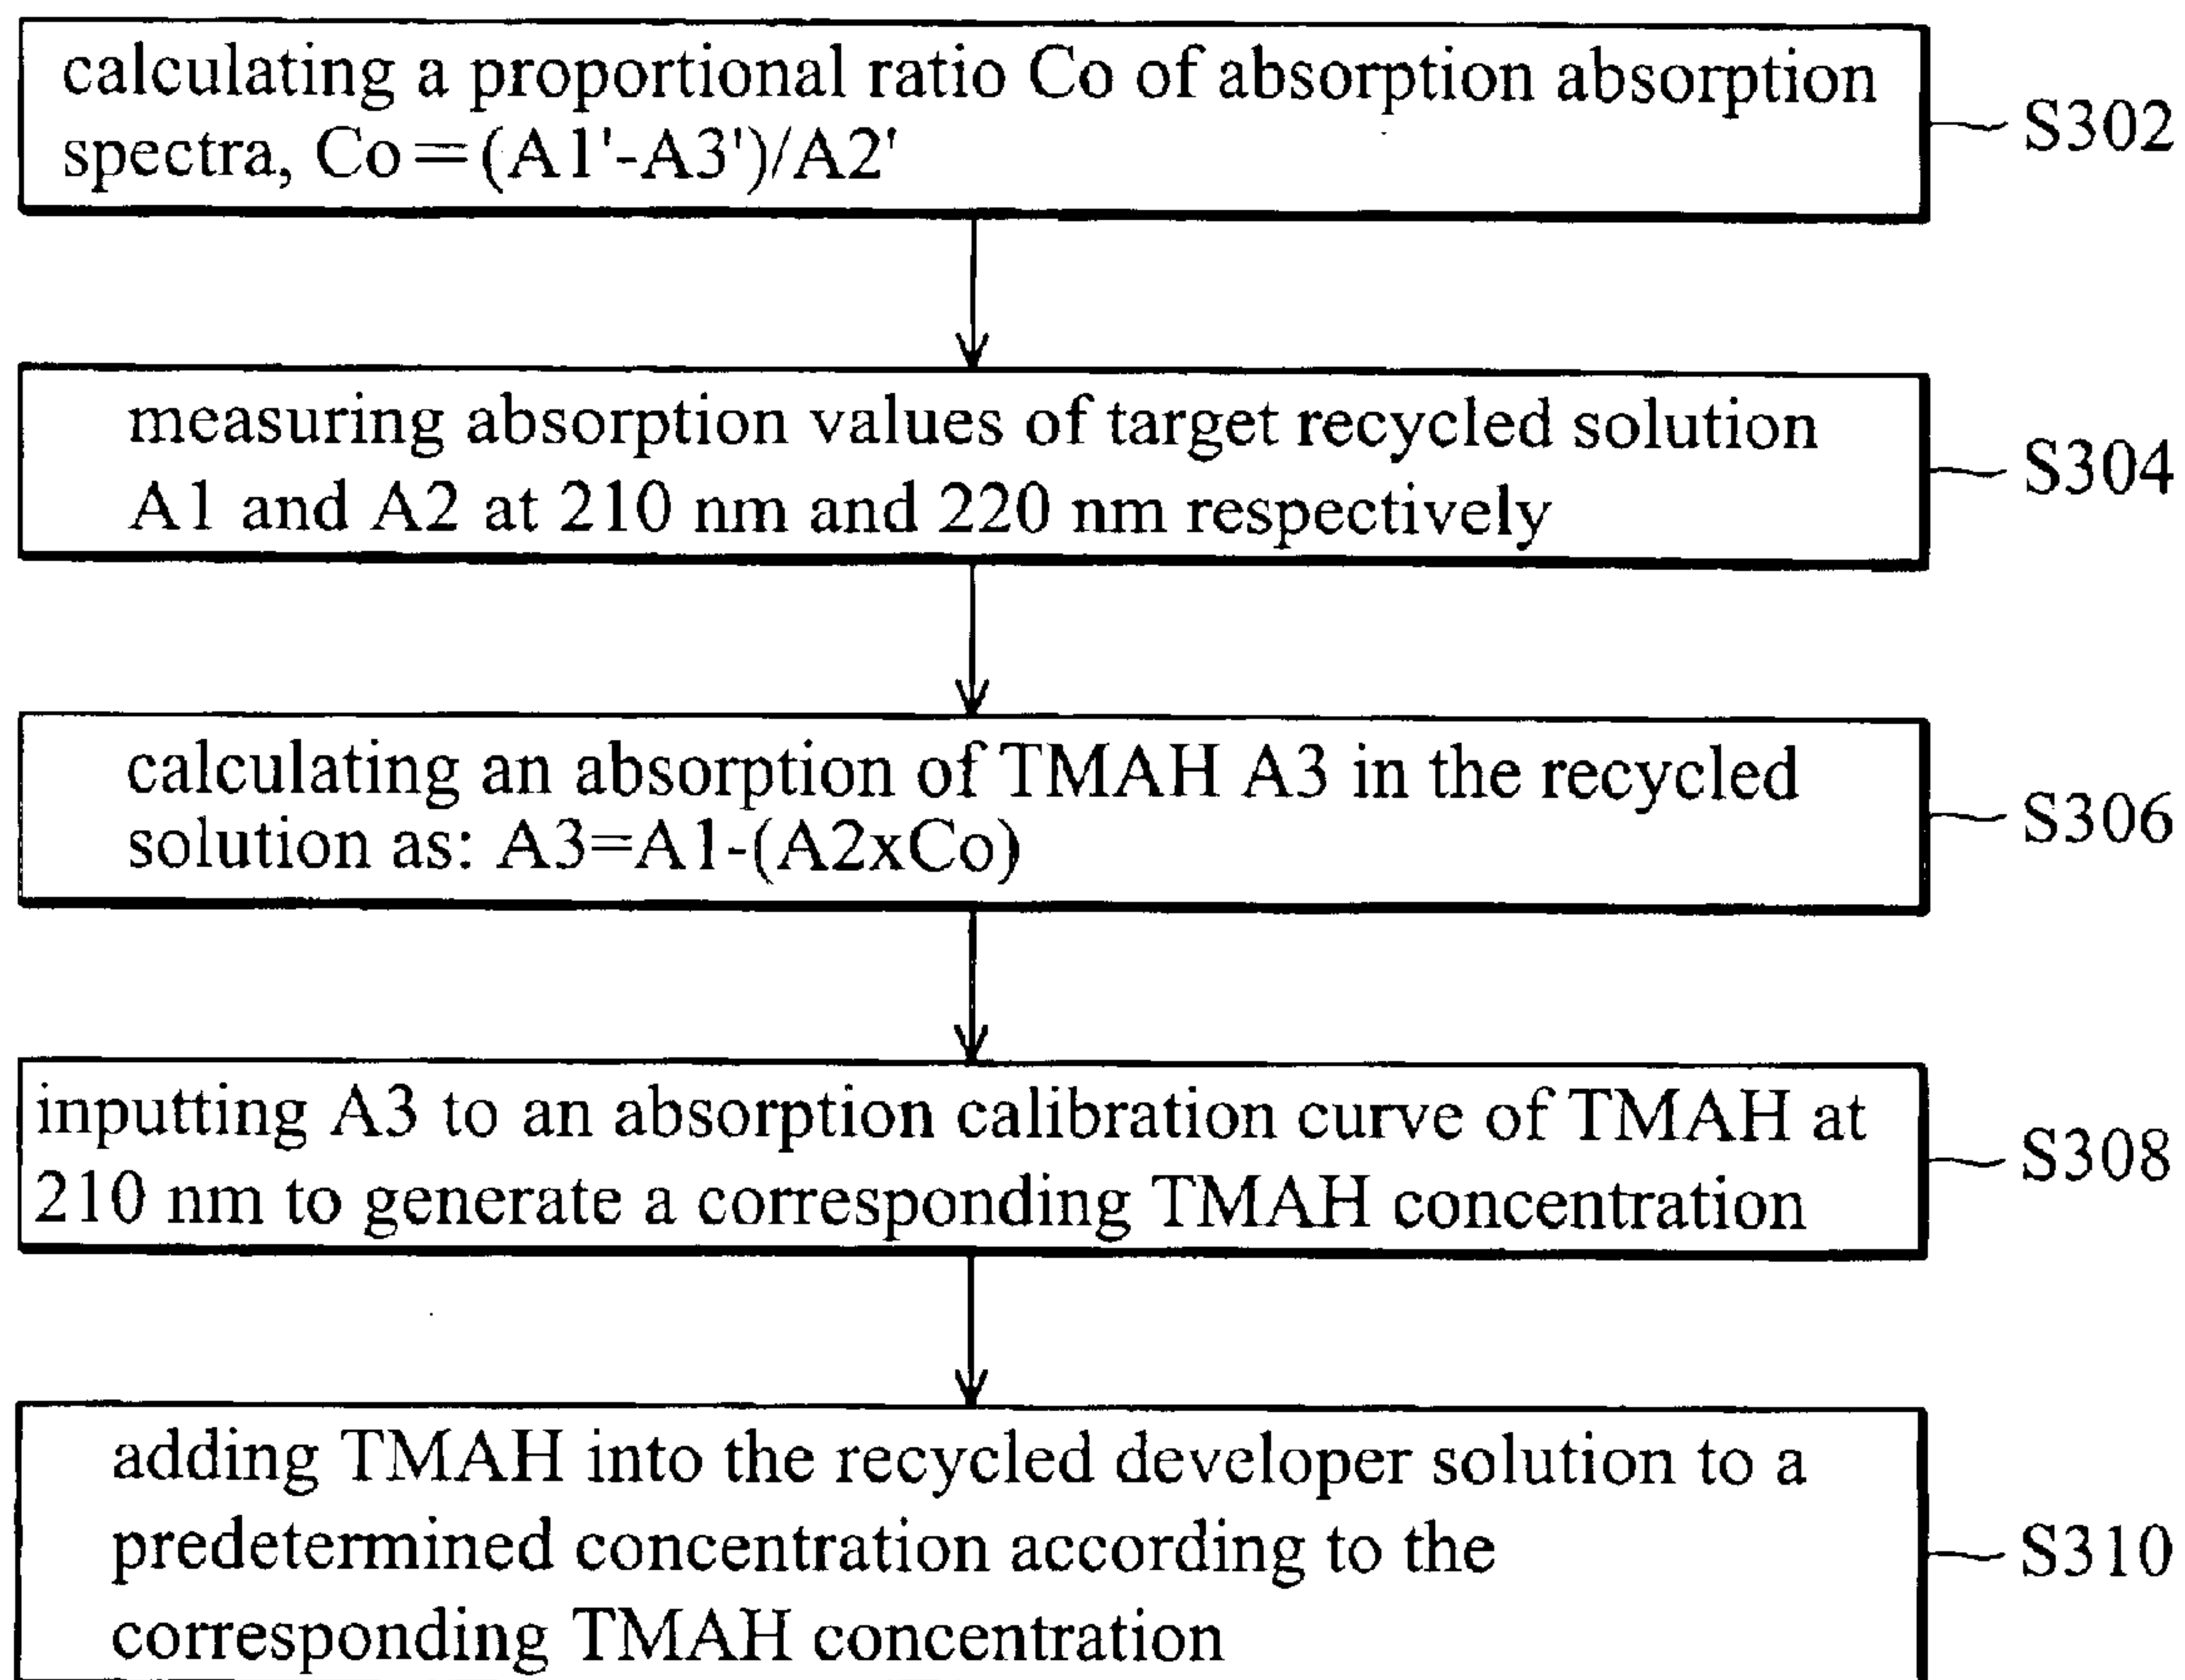 calculating a proportional ratio Co of absorption absorption
spectra, Co=(A1'-A3')/A2'
S302
measuring absorption values of target recycled solution
A1 and A2 at 210 nm and 220 nm respectively
S304
calculating an absorption of TMAH A3 in the recycled
solution as: A3=A1-(A2xCo)
S306
inputting A3 to an absorption calibration curve of TMAH at
210 nm to generate a corresponding TMAH concentration
S308
adding TMAH into the recycled developer solution to a
predetermined concentration according to the
corresponding TMAH concentration
S310